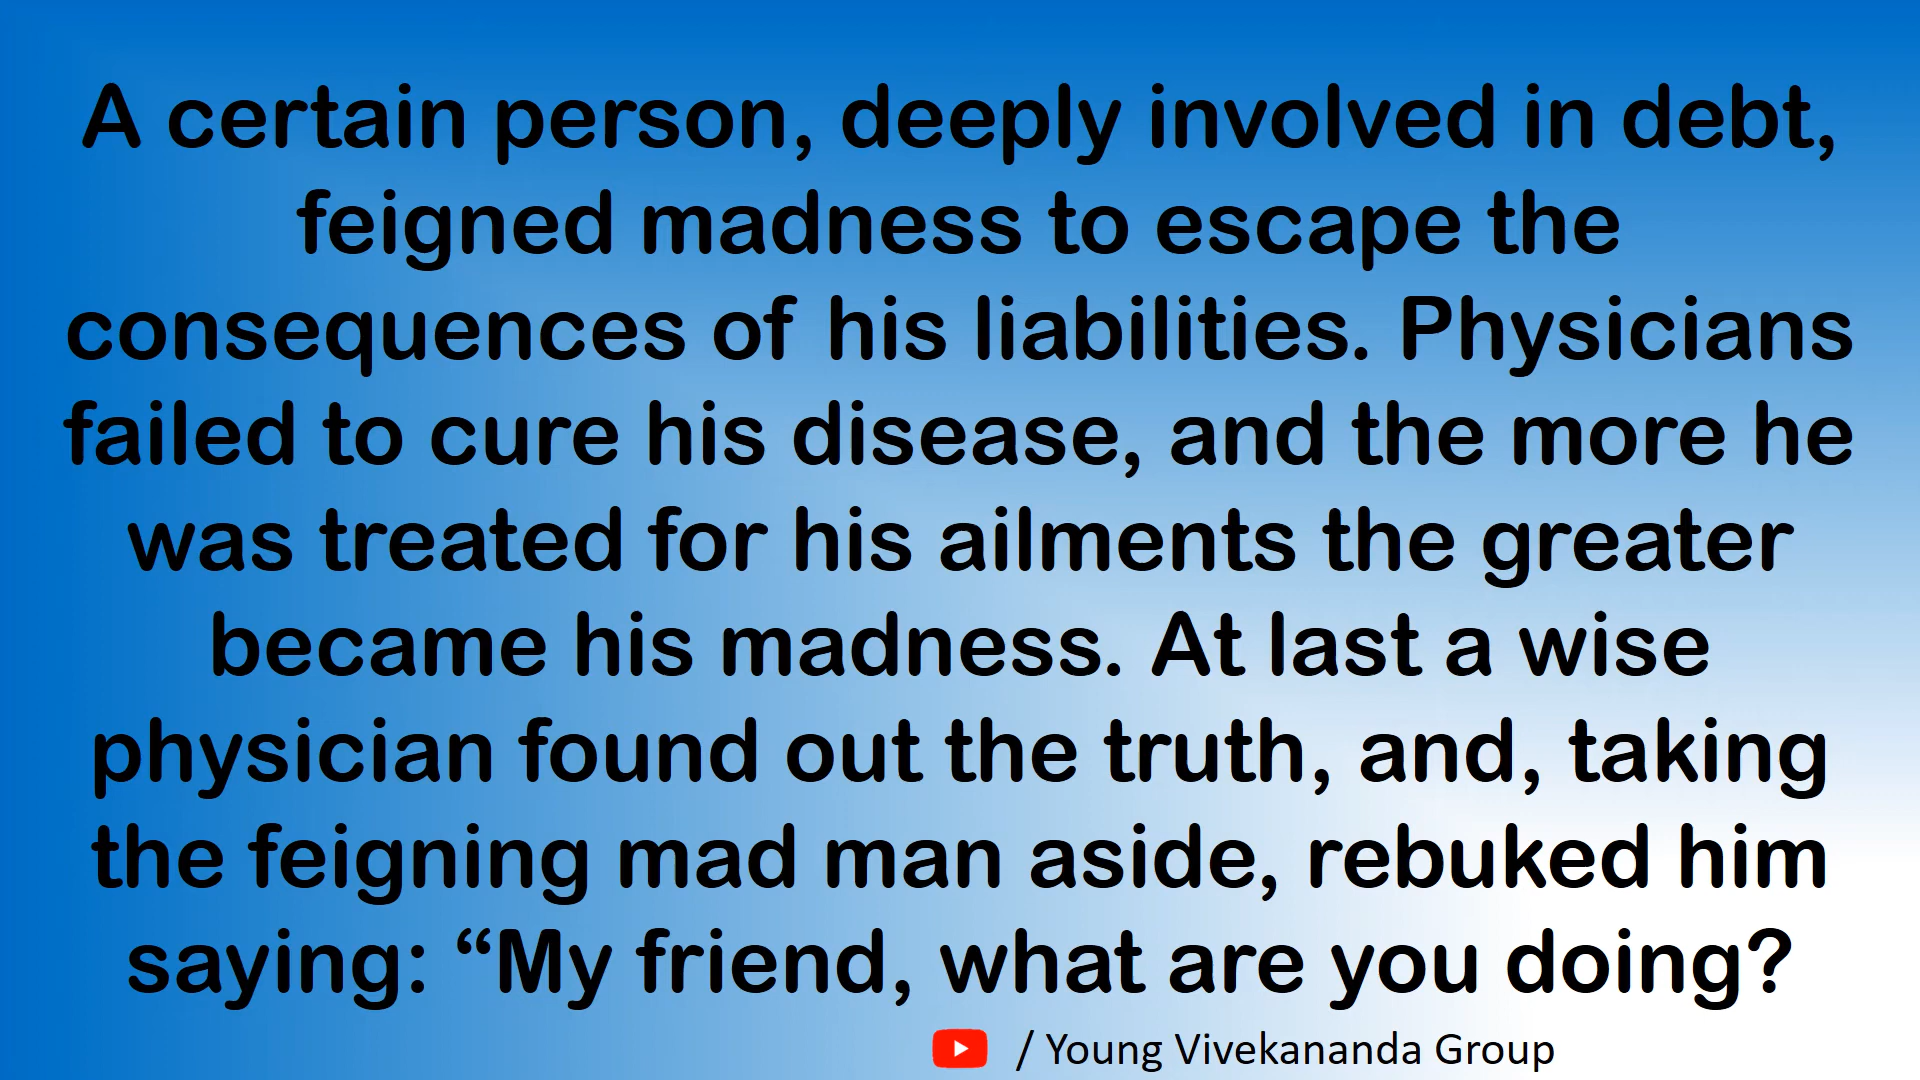 A certain person, deeply involved in debt,
feigned madness to escape the
consequences of his liabilities. Physicians
failed to cure his disease, and the more he
was treated for his ailments the greater
became his madness. At last a wise
physician found out the truth, and, taking
the feigning mad man aside, rebuked him
saying: “My friend, what are you doing?
/ Young Vivekananda Group